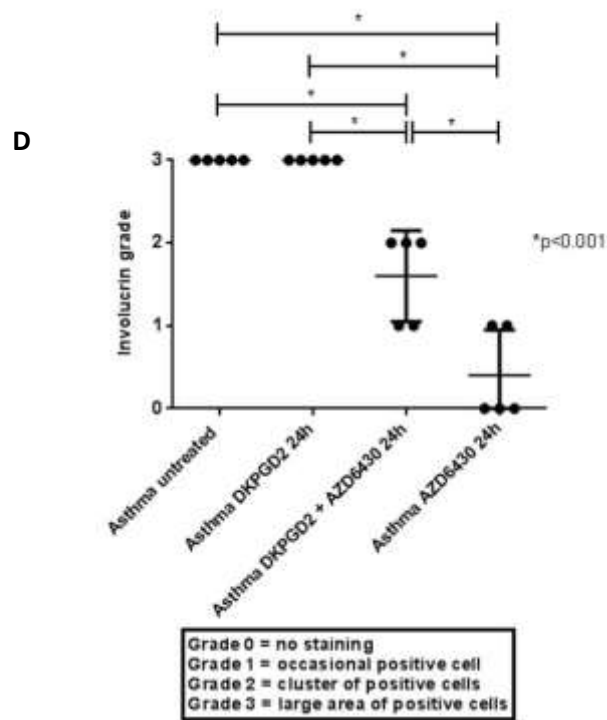 *
*
*
* *
D
3
2
1
0
Involucrin grade
*p<0.001
Asthma untreated
Asthma DKPGD2 24h
Asthma DKPGD2 + AZD6430 24h
Asthma AZD6430 24h
Grade 0 = no staining
Grade 1 = occasional positive cell
Grade 2 = cluster of positive cells
Grade 3 = large area of positive cells